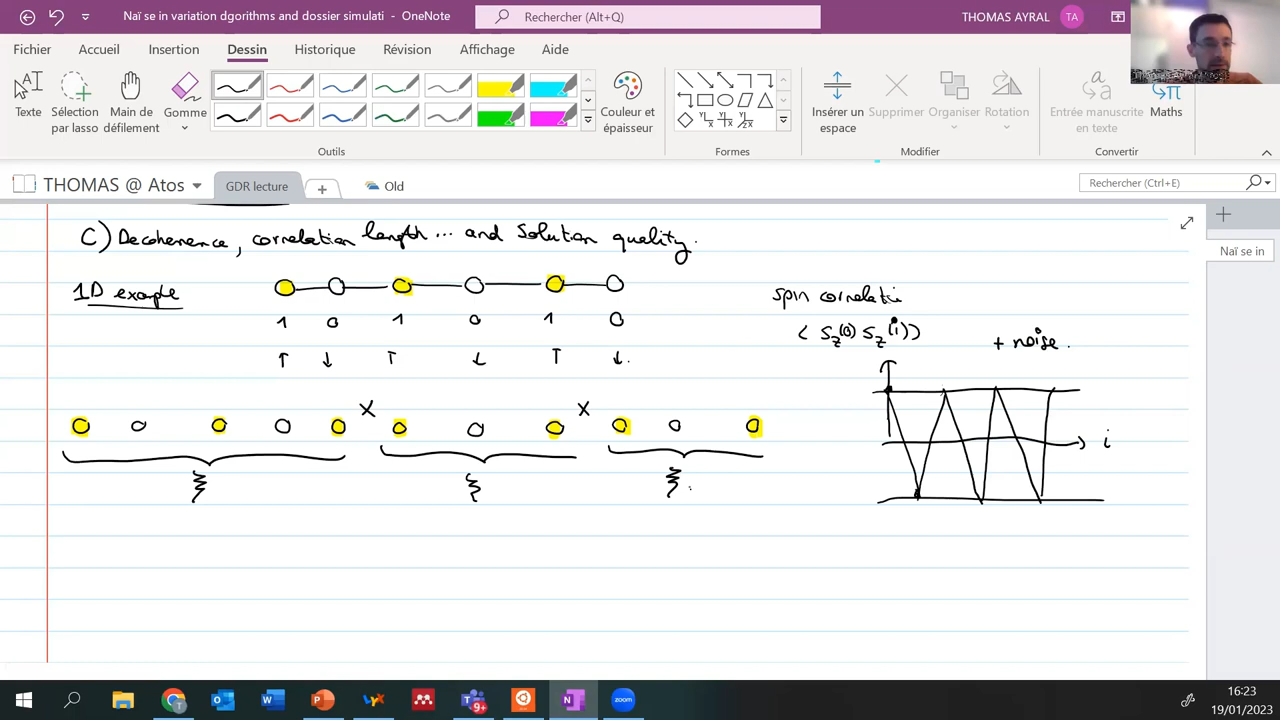 Naï se in variation dgorithms and dossier simulati - OneNote
Rechercher (Alt+Q)
THOMAS AYRAL
TA
Fichier Accueil Insertion Dessin Historique Révision Affichage Aide
Texte
Sélection par lasso
Main de défilement
Gomme
Couleur et épaisseur
Insérer un espace
Supprimer
Organiser
Rotation
Entrée manuscrite en texte
Maths
Outils
Formes
Modifier
Convertir
THOMAS @ Atos
GDR lecture
Old
Rechercher (Ctrl+E)
Naï se in
C) Decoherence, correlation length ... and solution quality.
1D example
1 0 1 0 1 0
↑ ↓ ↑ ↓ ↑ ↓.
spin correlati
⟨ Sz(0) Sz(i) ⟩
+ noise.
X X
ξ ξ ξ
i
9+
16:23
19/01/2023